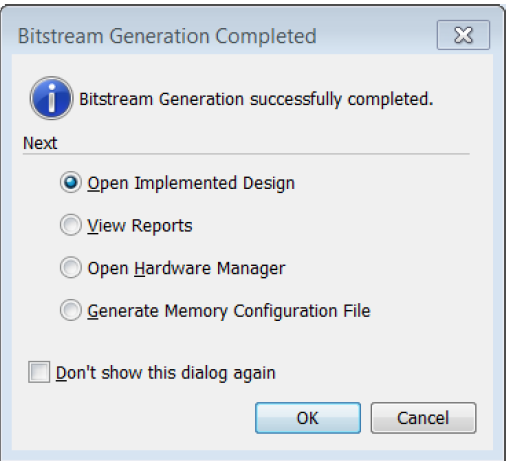 Bitstream Generation Completed
Bitstream Generation successfully completed.
Next
Open Implemented Design
View Reports
Open Hardware Manager
Generate Memory Configuration File
Don't show this dialog again
OK Cancel